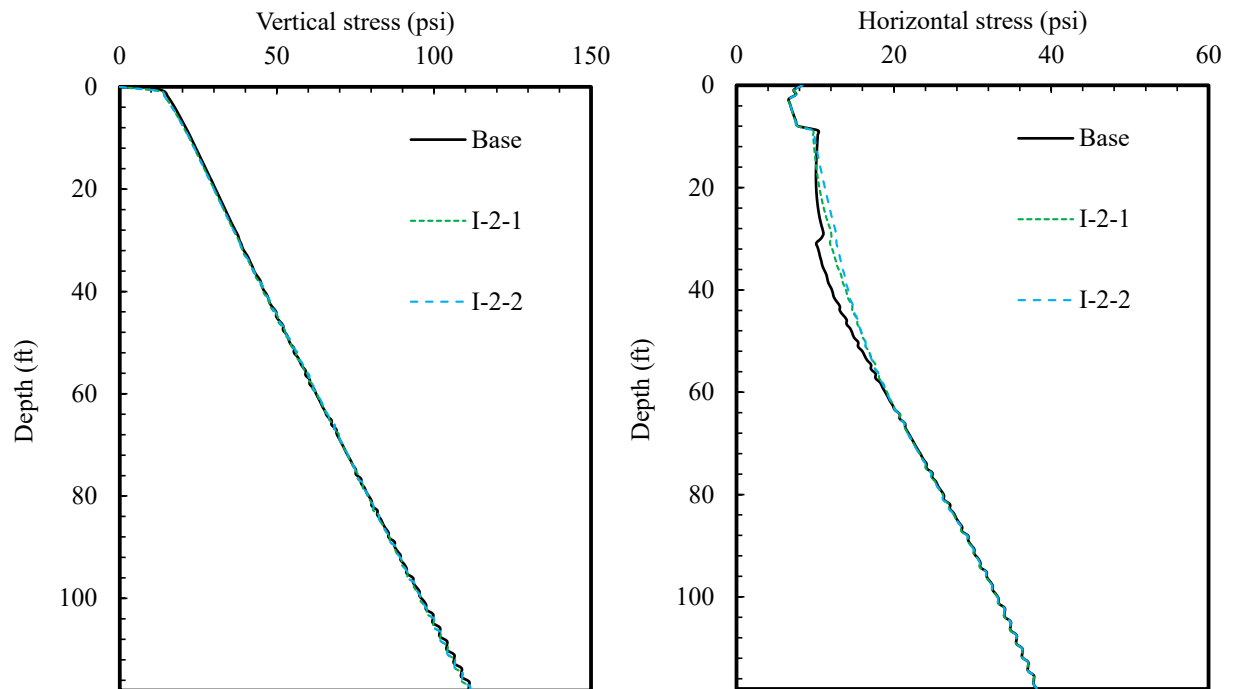 Vertical stress (psi)
0 50 100 150
0
20
40
60
80
100
Depth (ft)
Base
I-2-1
I-2-2
Horizontal stress (psi)
0 20 40 60
0
20
40
60
80
100
Depth (ft)
Base
I-2-1
I-2-2